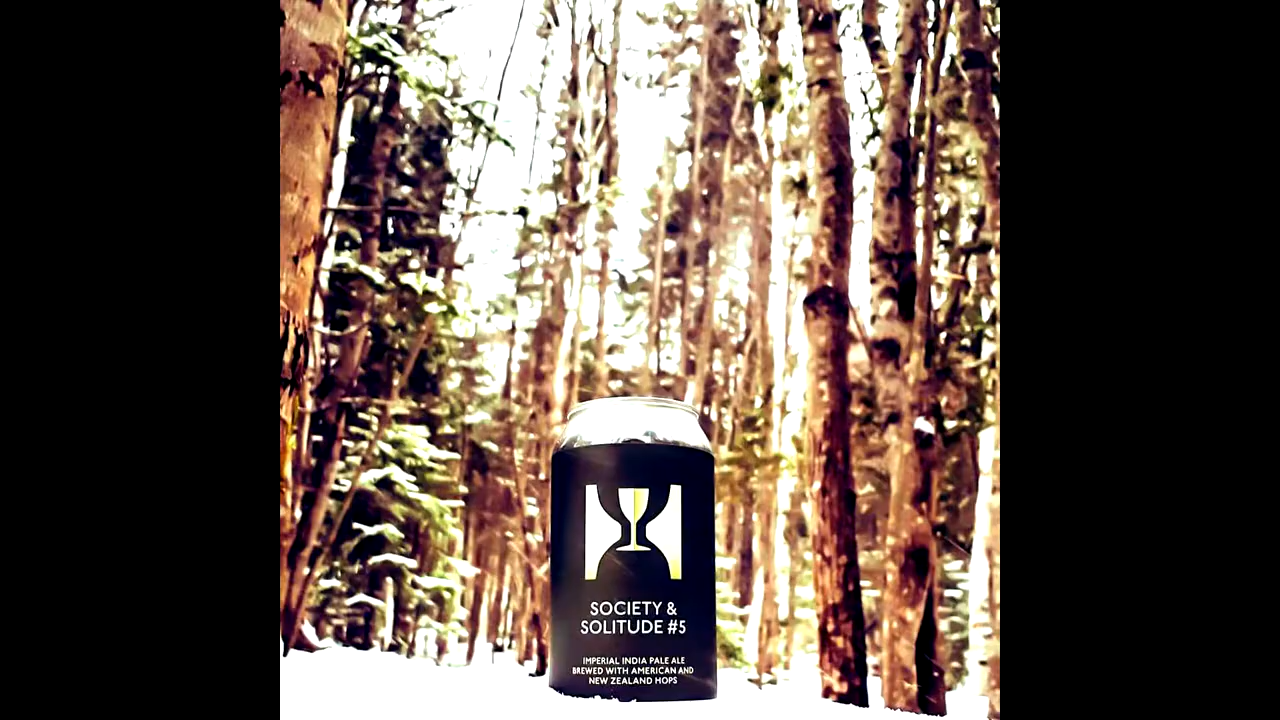 SOCIETY &
SOLITUDE #5
IMPERIAL INDIA PALE ALE
BREWED WITH AMERICAN AND
NEW ZEALAND HOPS